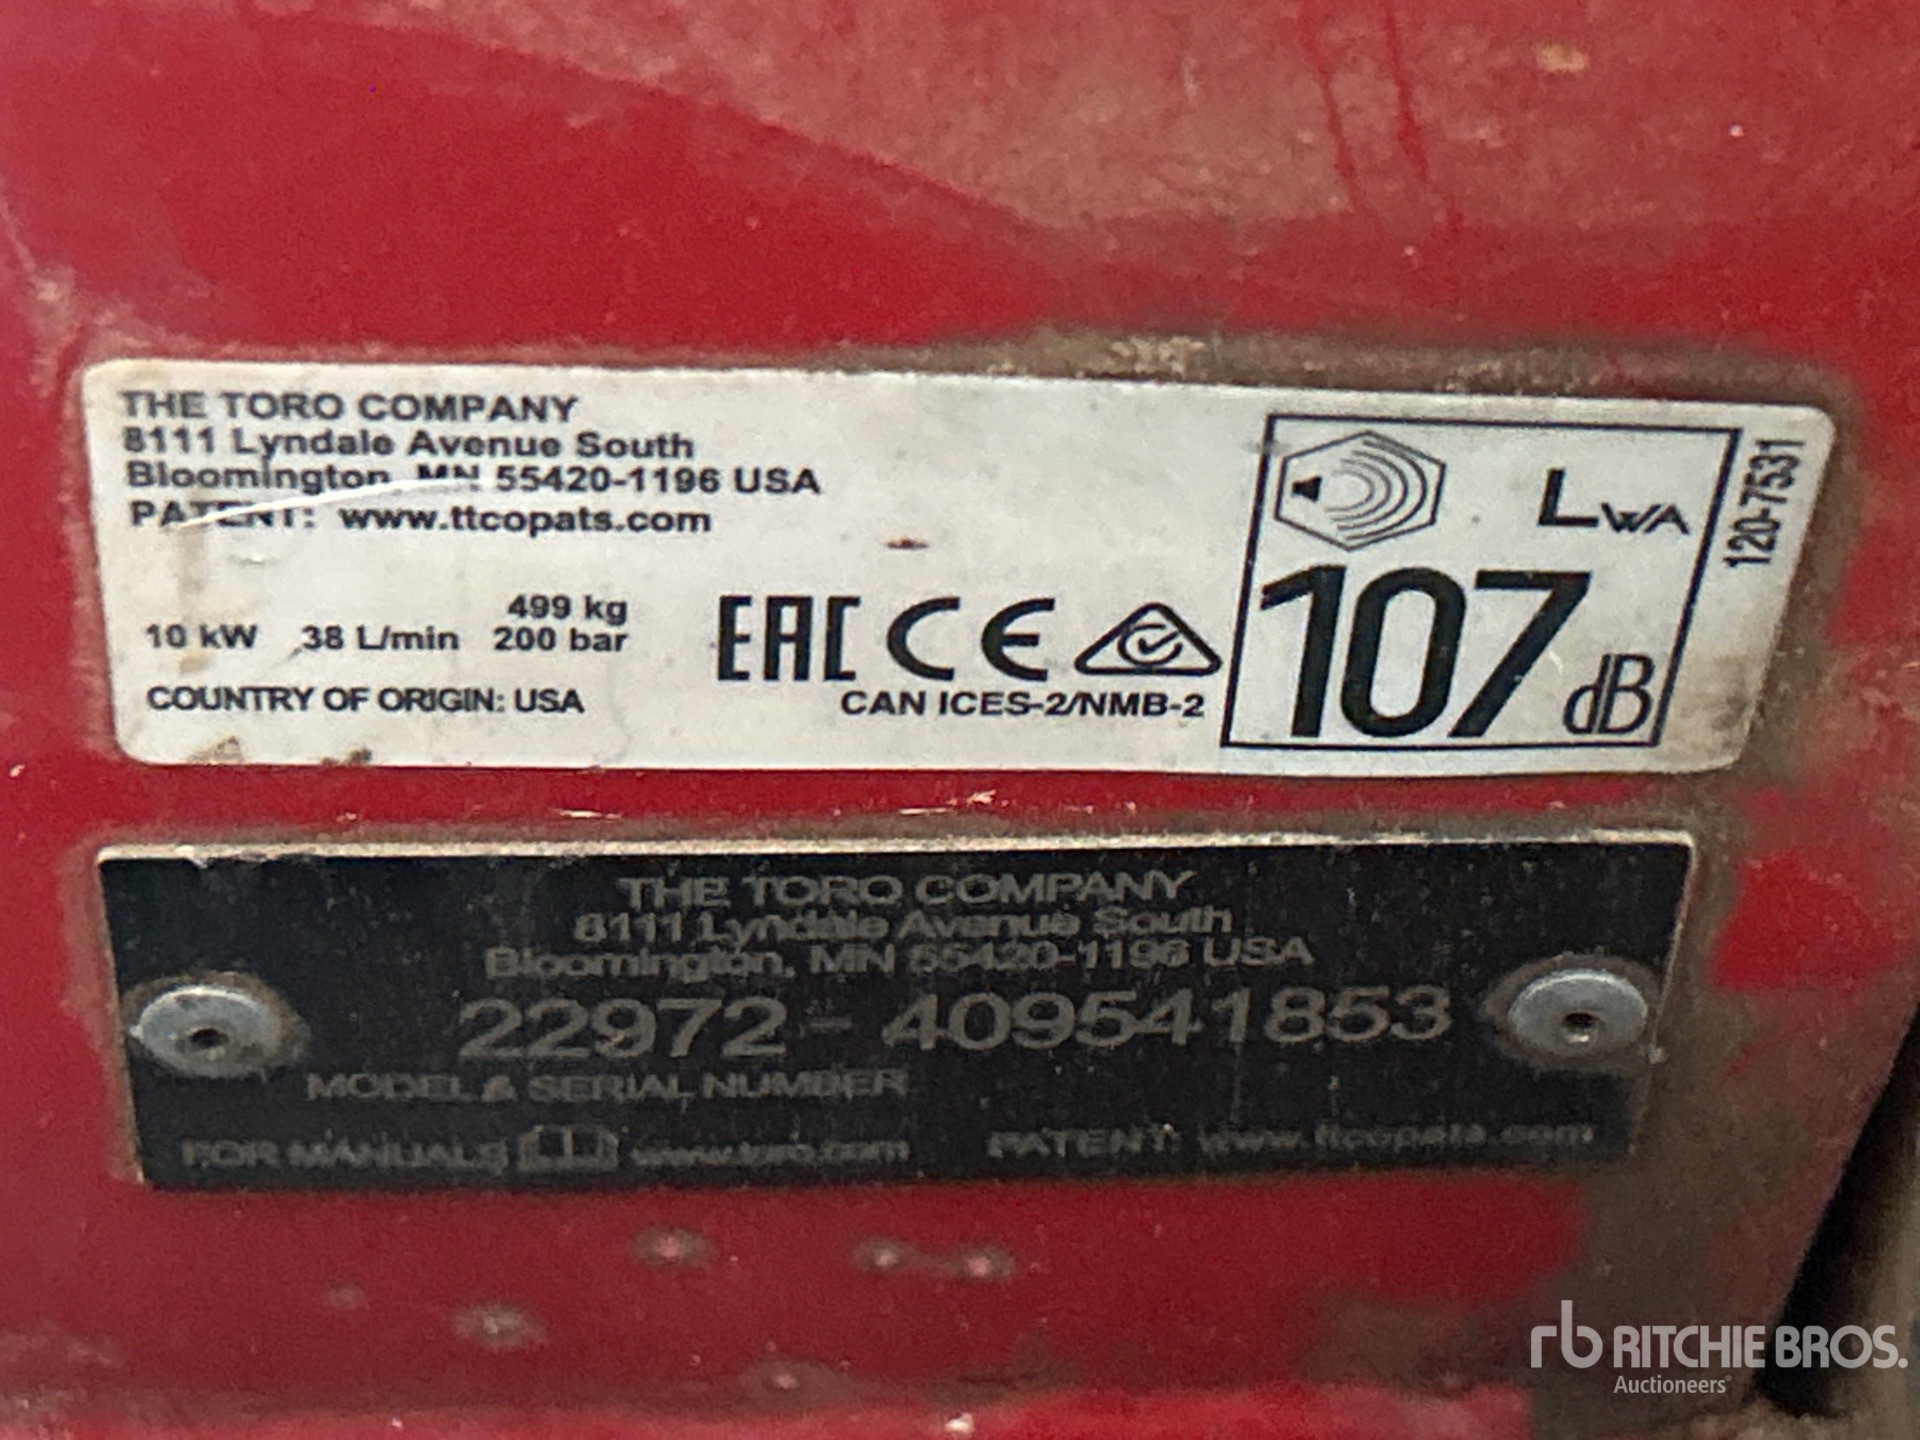 THE TORO COMPANY
8111 Lyndale Avenue South
Bloomington, MN 55420-1196 USA
PATENT: www.ttcopats.com
499 kg
10 kW 38 L/min 200 bar
COUNTRY OF ORIGIN: USA
EAC CE
CAN ICES-2/NMB-2
LWA
107 dB
120-7531
THE TORO COMPANY
8111 Lyndale Avenue South
Bloomington, MN 55420-1196 USA
22972 - 409541853
MODEL & SERIAL NUMBER
FOR MANUALS www.toro.com PATENT: www.ttcopats.com
rb RITCHIE BROS.
Auctioneers